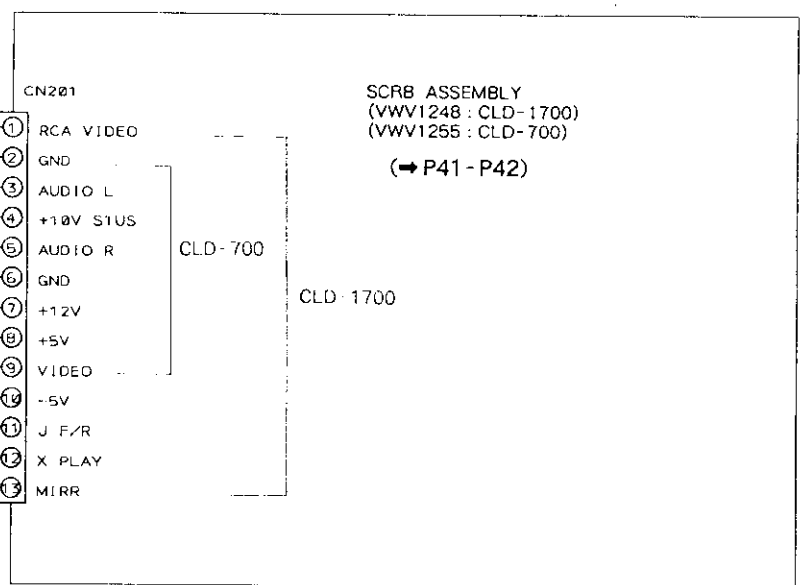 CN201
SCRB ASSEMBLY
(VWV1248 : CLD-1700)
(VWV1255 : CLD-700)
(➡ P41 - P42)
1 RCA VIDEO
2 GND
3 AUDIO L
4 +10V S1US
5 AUDIO R
6 GND
7 +12V
8 +5V
9 VIDEO
10 -5V
11 J F/R
12 X PLAY
13 MIRR
CLD-700
CLD-1700